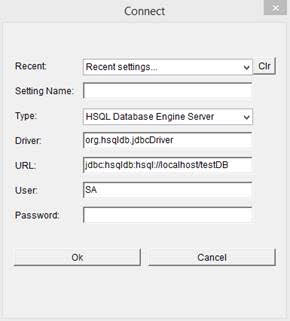 Connect
Recent: Recent settings... Clr
Setting Name:
Type: HSQL Database Engine Server
Driver: org.hsqldb.jdbcDriver
URL: jdbc:hsqldb:hsql://localhost/testDB
User: SA
Password:
Ok Cancel